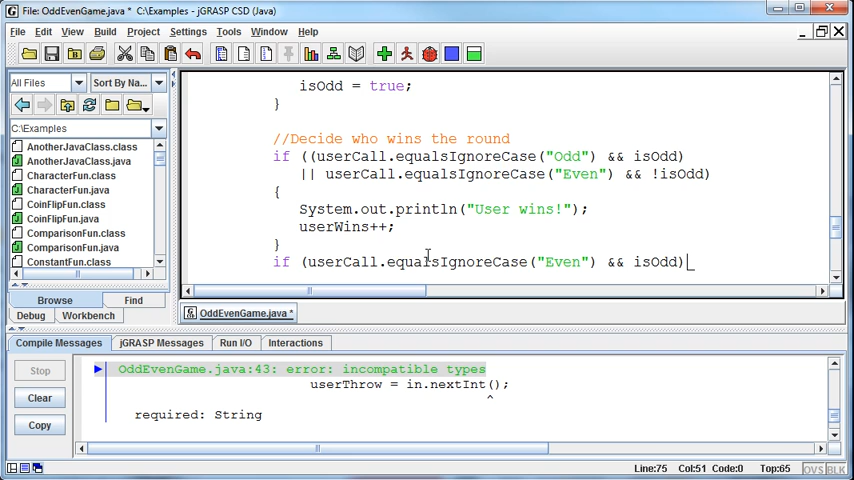 File: OddEvenGame.java * C:\Examples - jGRASP CSD (Java)
File Edit View Build Project Settings Tools Window Help
All Files Sort By Na...
C:\Examples
AnotherJavaClass.class
AnotherJavaClass.java
CharacterFun.class
CharacterFun.java
CoinFlipFun.class
CoinFlipFun.java
ComparisonFun.class
ComparisonFun.java
ConstantFun.class
Browse Find
Debug Workbench
isOdd = true;
}
//Decide who wins the round
if ((userCall.equalsIgnoreCase("Odd") && isOdd)
|| userCall.equalsIgnoreCase("Even") && !isOdd)
{
System.out.println("User wins!");
userWins++;
}
if (userCall.equalsIgnoreCase("Even") && isOdd)
OddEvenGame.java *
Compile Messages jGRASP Messages Run I/O Interactions
Stop
Clear
Copy
OddEvenGame.java:43: error: incompatible types
userThrow = in.nextInt();
^
required: String
Line:75 Col:51 Code:0 Top:65 OVS BLK